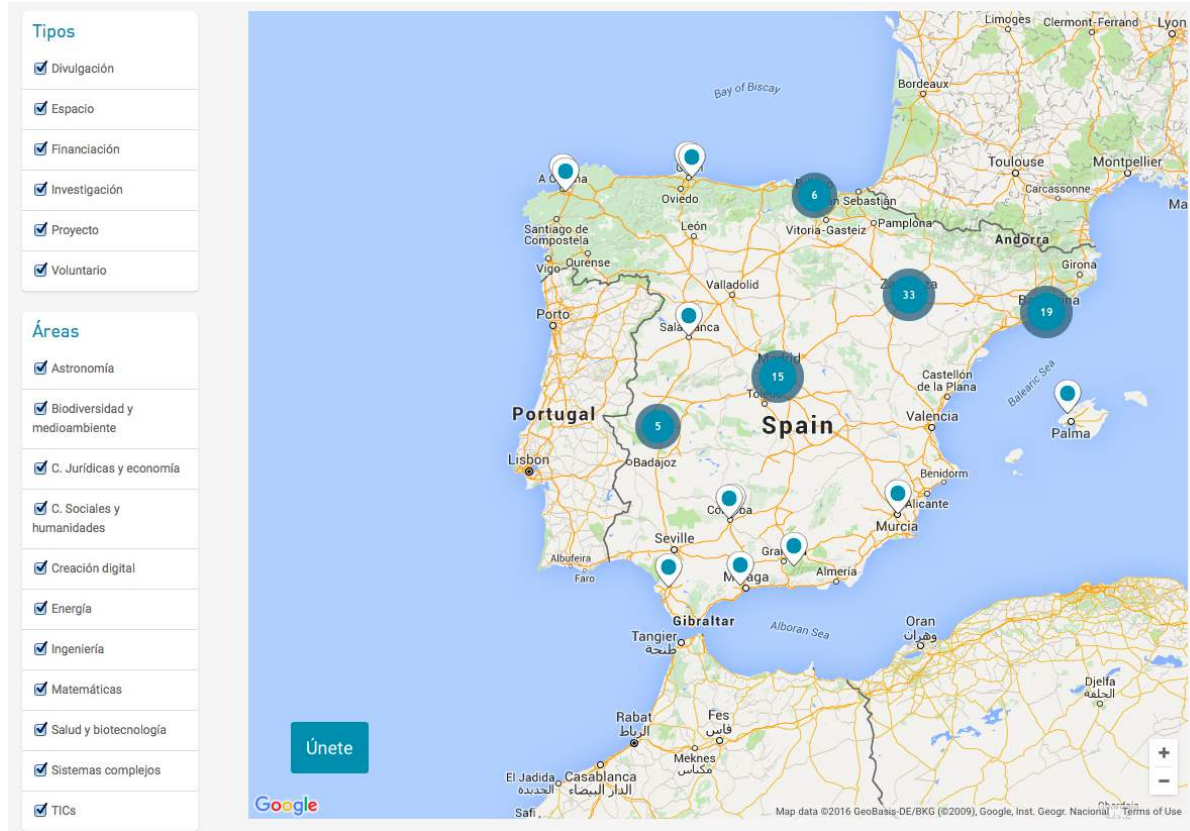 Tipos
Divulgación
Espacio
Financiación
Investigación
Proyecto
Voluntario
Áreas
Astronomía
Biodiversidad y
medioambiente
C. Jurídicas y economía
C. Sociales y
humanidades
Creación digital
Energía
Ingeniería
Matemáticas
Salud y biotecnología
Sistemas complejos
TICs
Limoges
Clermont-Ferrand
Lyon
Bay of Biscay
Bordeaux
Toulouse
Montpellier
Carcassonne
Oviedo
6
Santiago de
Compostela
León
Vitoria-Gasteiz
Pamplona
Andorra
Vigo
Ourense
Girona
Valladolid
33
19
Porto
15
Castellón
de la Plana
Balearic Sea
Portugal
5
Spain
Valencia
Palma
Lisbon
Badajoz
Benidorm
Alicante
Murcia
Seville
Albufeira
Faro
Almería
Gibraltar
Alboran Sea
Tangier
طنجة
Oran
وهران
Djelfa
الجلفة
Rabat
الرباط
Fes
فاس
Únete
Meknes
مكناس
El Jadida
الجديدة
Casablanca
الدار البيضاء
Safi
Google
Map data ©2016 GeoBasis-DE/BKG (©2009), Google, Inst. Geogr. Nacional
Terms of Use